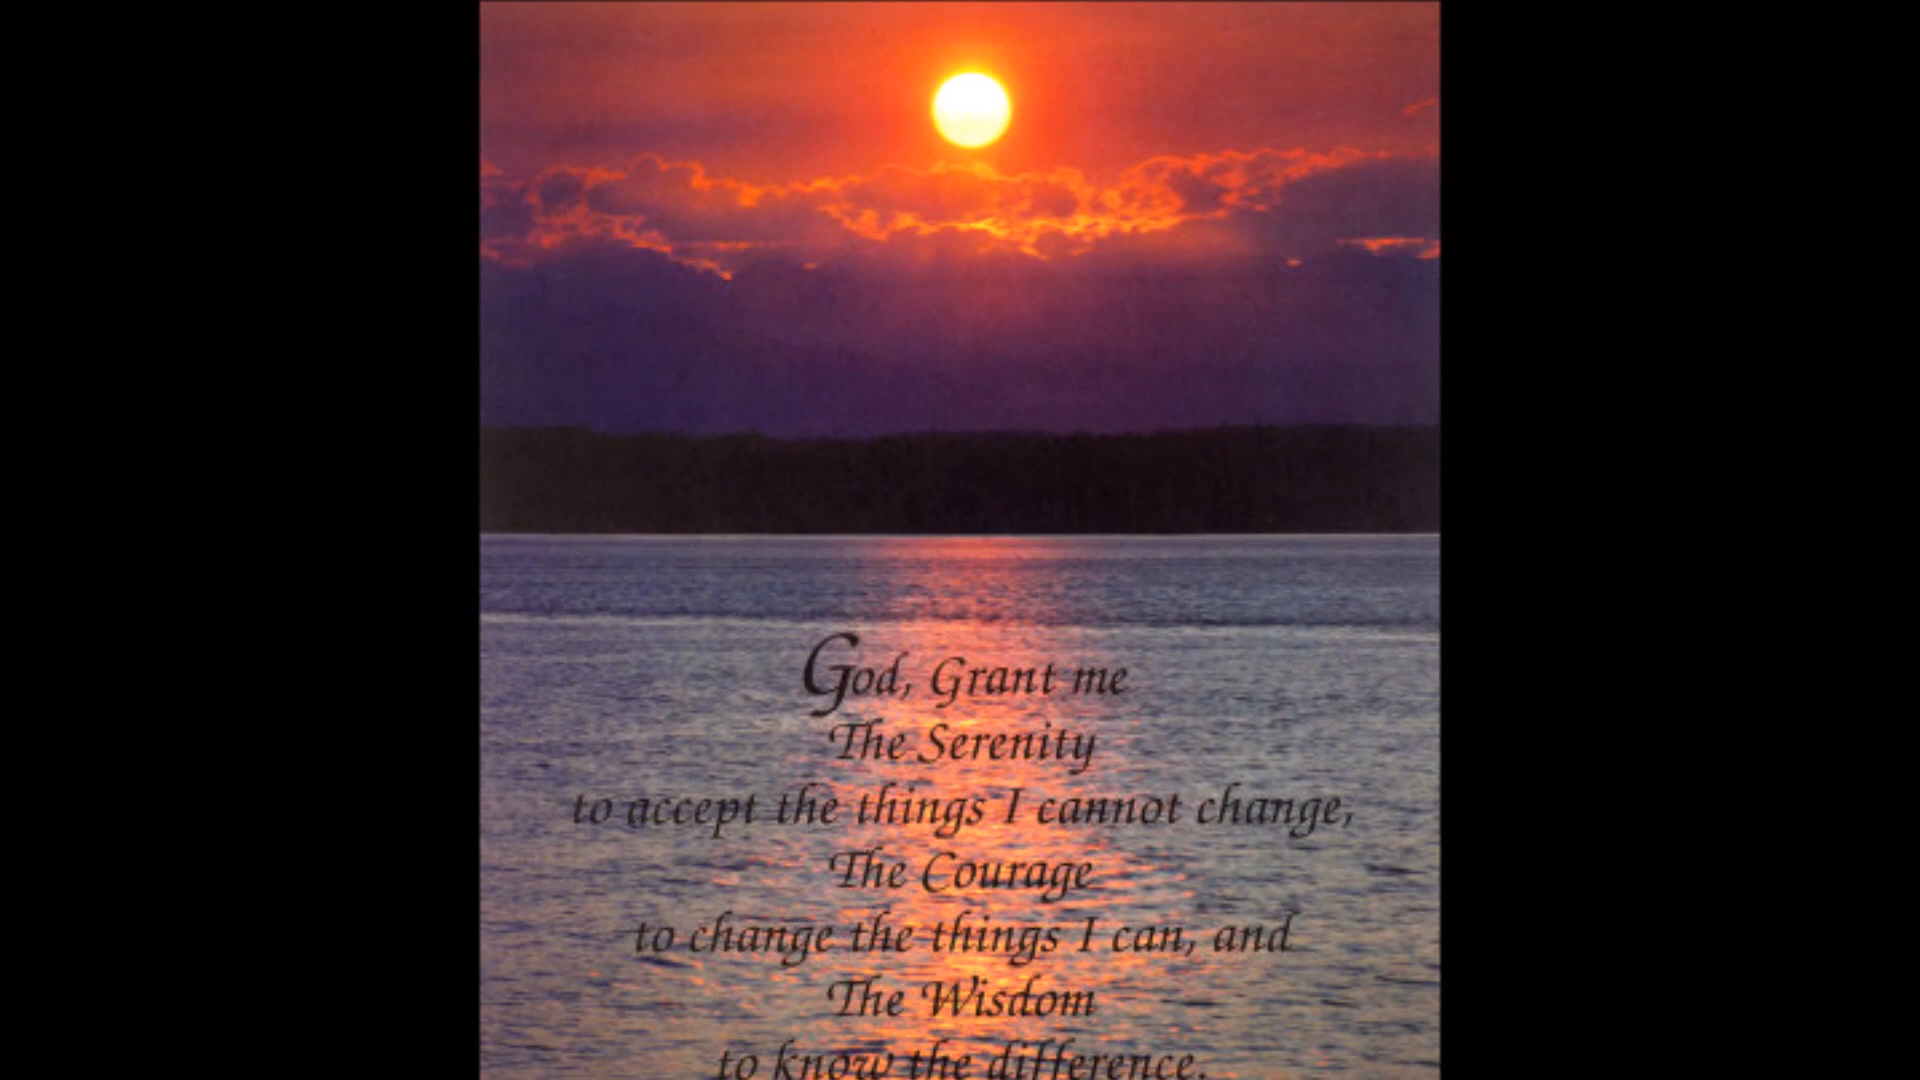 God, Grant me
The Serenity
to accept the things I cannot change,
The Courage
to change the things I can, and
The Wisdom
to know the difference.